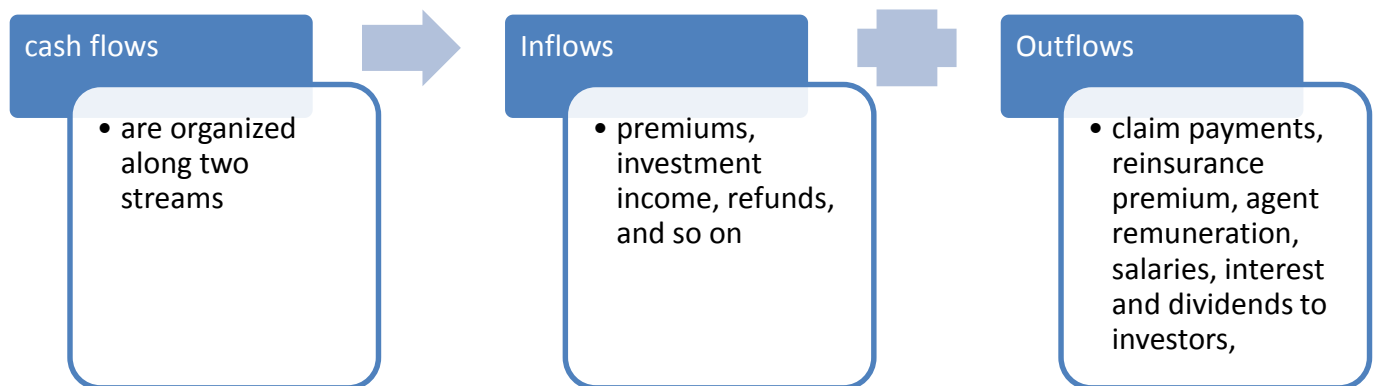 cash flows
• are organized
along two
streams
Inflows
• premiums,
investment
income, refunds,
and so on
Outflows
• claim payments,
reinsurance
premium, agent
remuneration,
salaries, interest
and dividends to
investors,